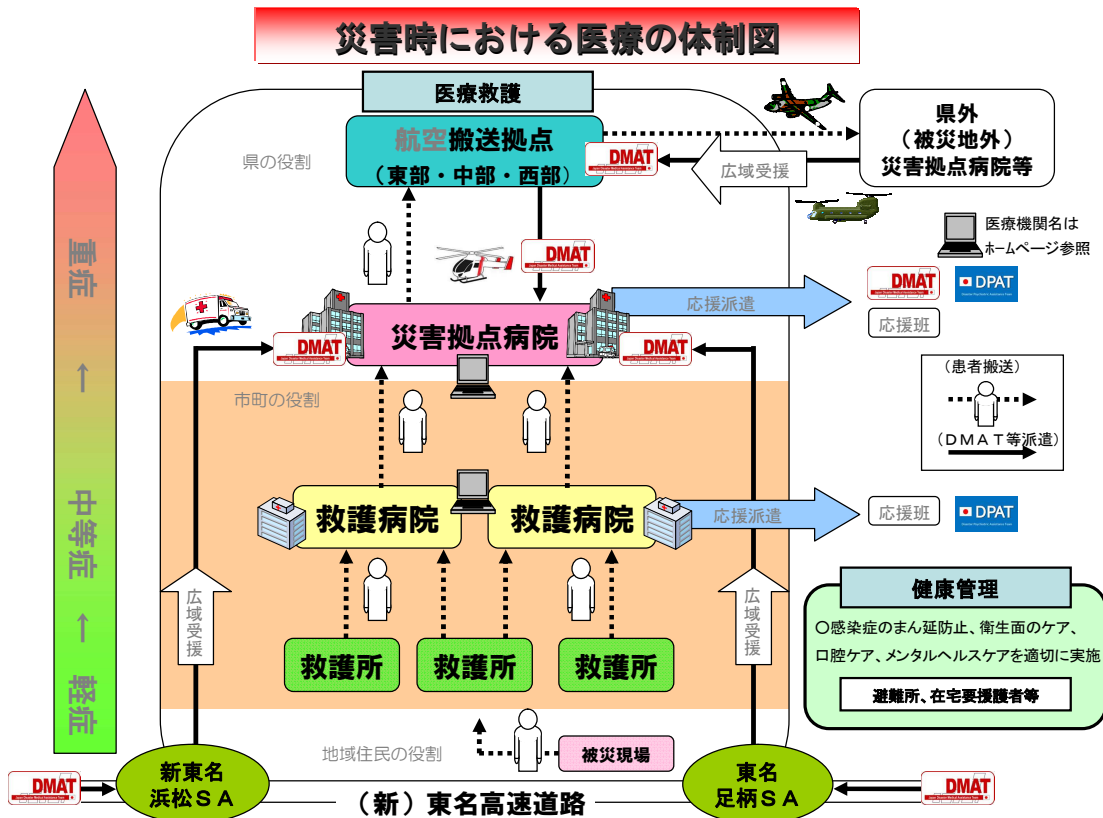 災害時における医療の体制図
医療救護
航空搬送拠点
（東部・中部・西部）
県の役割
DMAT
広域受援
県外
（被災地外）
災害拠点病院等
医療機関名は
ホームページ参照
DMAT
重症
←
中等症
←
軽症
災害拠点病院
DMAT
DMAT
応援派遣
DMAT
DPAT
応援班
市町の役割
（患者搬送）
（ＤＭＡＴ等派遣）
救護病院
救護病院
応援派遣
応援班
DPAT
広域受援
広域受援
健康管理
○感染症のまん延防止、衛生面のケア、
口腔ケア、メンタルヘルスケアを適切に実施
避難所、在宅要援護者等
救護所
救護所
救護所
地域住民の役割
被災現場
新東名
浜松ＳＡ
東名
足柄ＳＡ
DMAT
（新）東名高速道路
DMAT